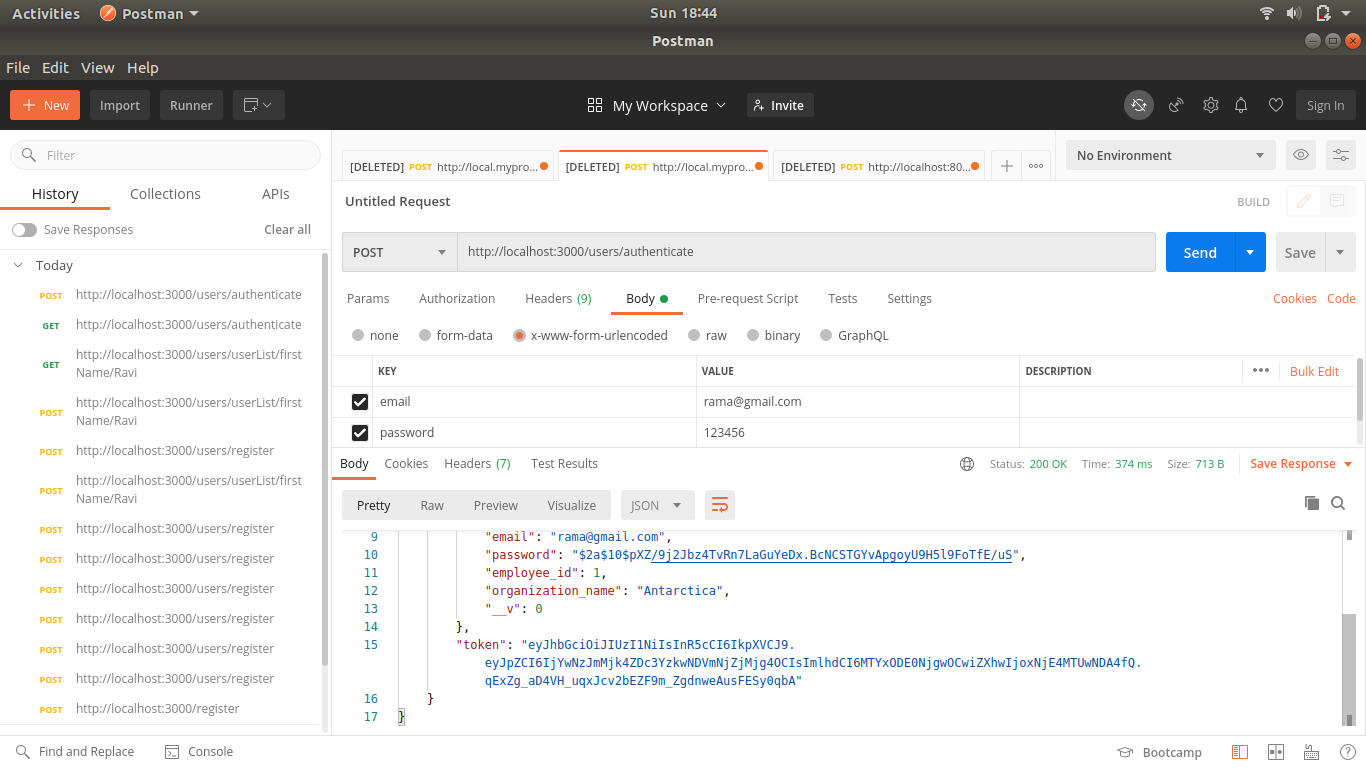 Activities Postman Sun 18:44
Postman
File Edit View Help
New Import Runner My Workspace Invite Sign In
Filter
History Collections APIs
Save Responses Clear all
Today
POST http://localhost:3000/users/authenticate
GET http://localhost:3000/users/authenticate
GET http://localhost:3000/users/userList/first
Name/Ravi
POST http://localhost:3000/users/userList/first
Name/Ravi
POST http://localhost:3000/users/register
POST http://localhost:3000/users/userList/first
Name/Ravi
POST http://localhost:3000/users/register
POST http://localhost:3000/users/register
POST http://localhost:3000/users/register
POST http://localhost:3000/users/register
POST http://localhost:3000/users/register
POST http://localhost:3000/users/register
POST http://localhost:3000/register
[DELETED] POST http://local.mypro... [DELETED] POST http://local.mypro... [DELETED] POST http://localhost:80... No Environment
Untitled Request BUILD
POST http://localhost:3000/users/authenticate Send Save
Params Authorization Headers (9) Body Pre-request Script Tests Settings Cookies Code
none form-data x-www-form-urlencoded raw binary GraphQL
KEY VALUE DESCRIPTION ••• Bulk Edit
email rama@gmail.com
password 123456
Body Cookies Headers (7) Test Results Status: 200 OK Time: 374 ms Size: 713 B Save Response
Pretty Raw Preview Visualize JSON
9 "email": "rama@gmail.com",
10 "password": "$2a$10$pXZ/9j2Jbz4TvRn7LaGuYeDx.BcNCSTGYvApgoyU9H5l9FoTfE/uS",
11 "employee_id": 1,
12 "organization_name": "Antarctica",
13 "__v": 0
14 },
15 "token": "eyJhbGciOiJIUzI1NiIsInR5cCI6IkpXVCJ9.
eyJpZCI6IjYwNzJmMjk4ZDc3YzkwNDVmNjZjMjg4OCIsImlhdCI6MTYxODE0NjgwOCwiZXhwIjoxNjE4MTUwNDA4fQ.
qExZg_aD4VH_uqxJcv2bEZF9m_ZgdnweAusFESy0qbA"
16 }
17 }
Find and Replace Console Bootcamp